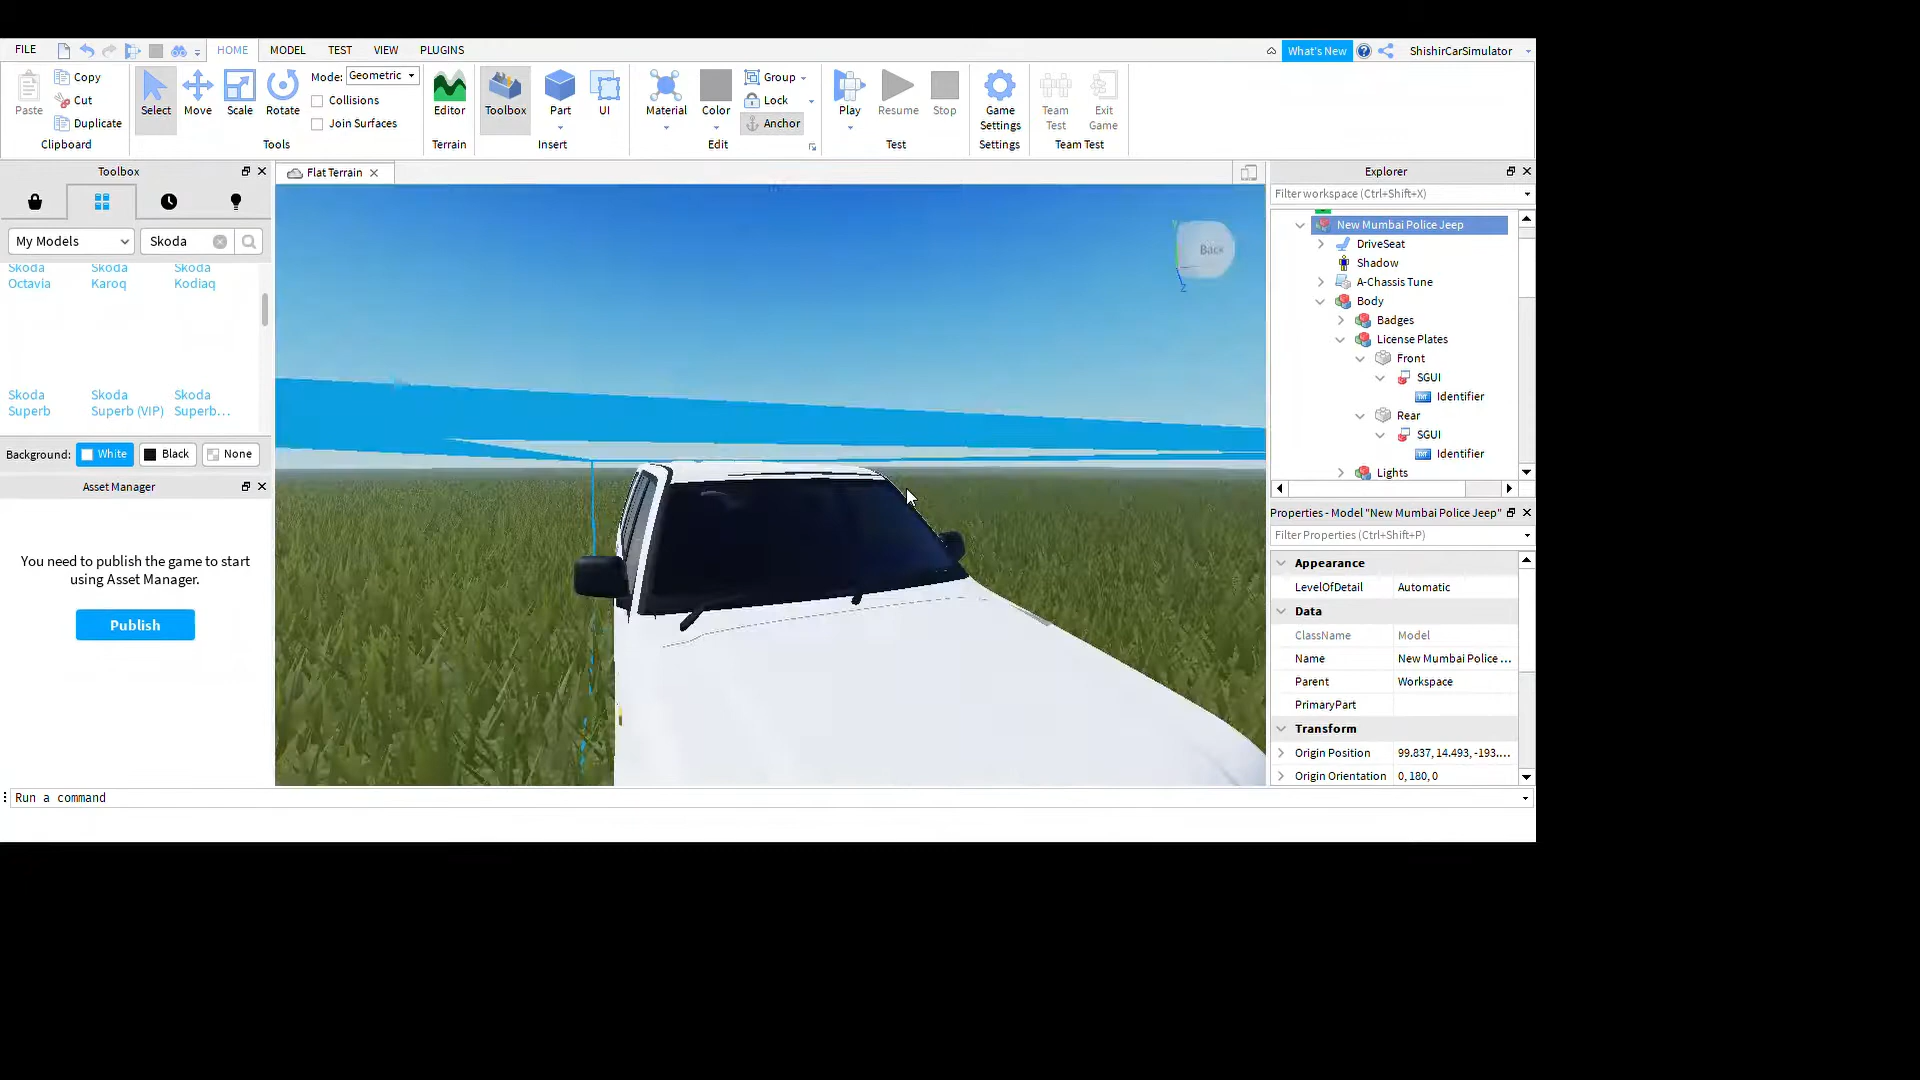 FILE
HOME
MODEL
TEST
VIEW
PLUGINS
What's New
ShishirCarSimulator
Paste
Copy
Cut
Duplicate
Clipboard
Select
Move
Scale
Rotate
Mode: Geometric
Collisions
Join Surfaces
Tools
Editor
Terrain
Toolbox
Part
UI
Insert
Material
Color
Group
Lock
Anchor
Edit
Play
Resume
Stop
Test
Game
Settings
Settings
Team
Test
Exit
Game
Team Test
Toolbox
My Models
Skoda
Skoda
Octavia
Skoda
Karoq
Skoda
Kodiaq
Skoda
Superb
Skoda
Superb (VIP)
Skoda
Superb...
Background: White Black None
Asset Manager
You need to publish the game to start
using Asset Manager.
Publish
Flat Terrain
Back
Y
Z
Explorer
Filter workspace (Ctrl+Shift+X)
New Mumbai Police Jeep
DriveSeat
Shadow
A-Chassis Tune
Body
Badges
License Plates
Front
SGUI
TXT Identifier
Rear
SGUI
TXT Identifier
Lights
Properties - Model "New Mumbai Police Jeep"
Filter Properties (Ctrl+Shift+P)
Appearance
LevelOfDetail Automatic
Data
ClassName Model
Name New Mumbai Police ...
Parent Workspace
PrimaryPart
Transform
Origin Position 99.837, 14.493, -193....
Origin Orientation 0, 180, 0
Run a command